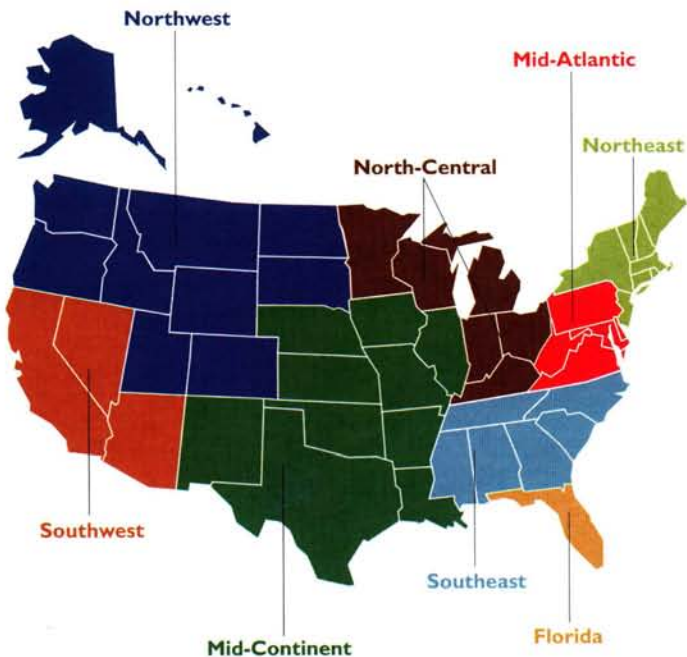 Northwest
Mid-Atlantic
Northeast
North-Central
Southwest
Southeast
Florida
Mid-Continent